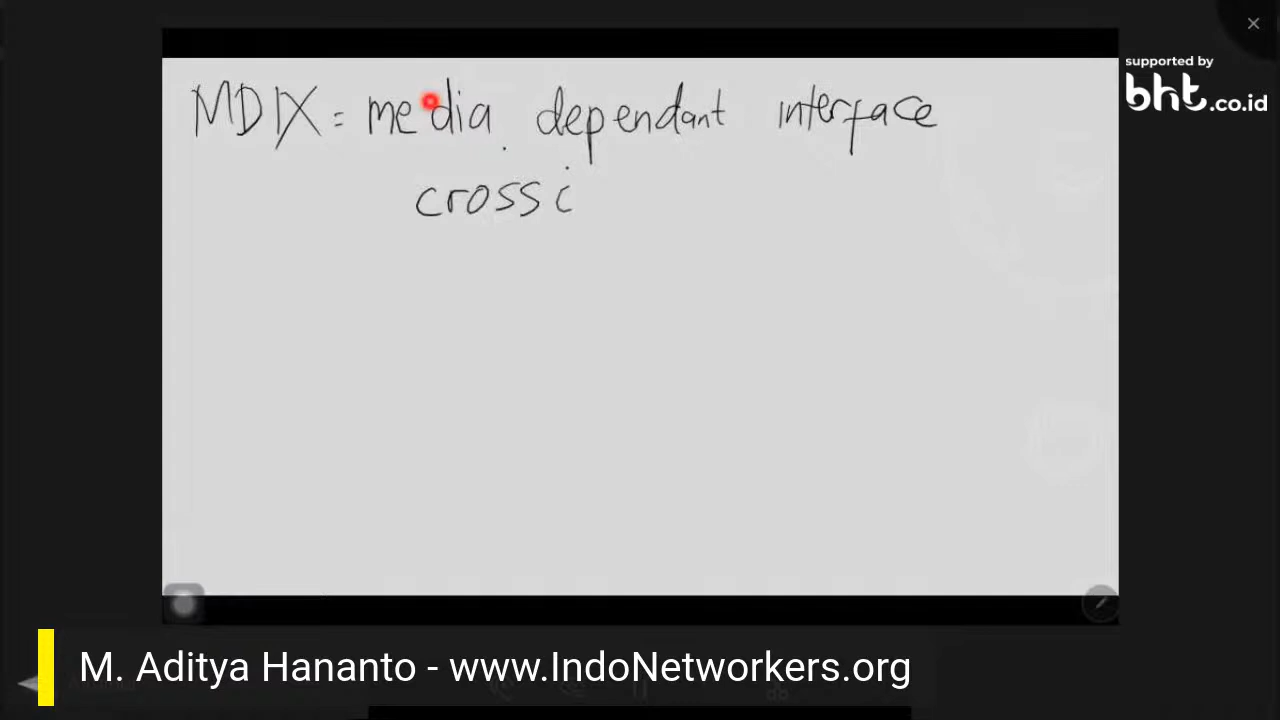 supported by
bht.co.id
MDIX = media dependant interface
crossi
M. Aditya Hananto - www.IndoNetworkers.org